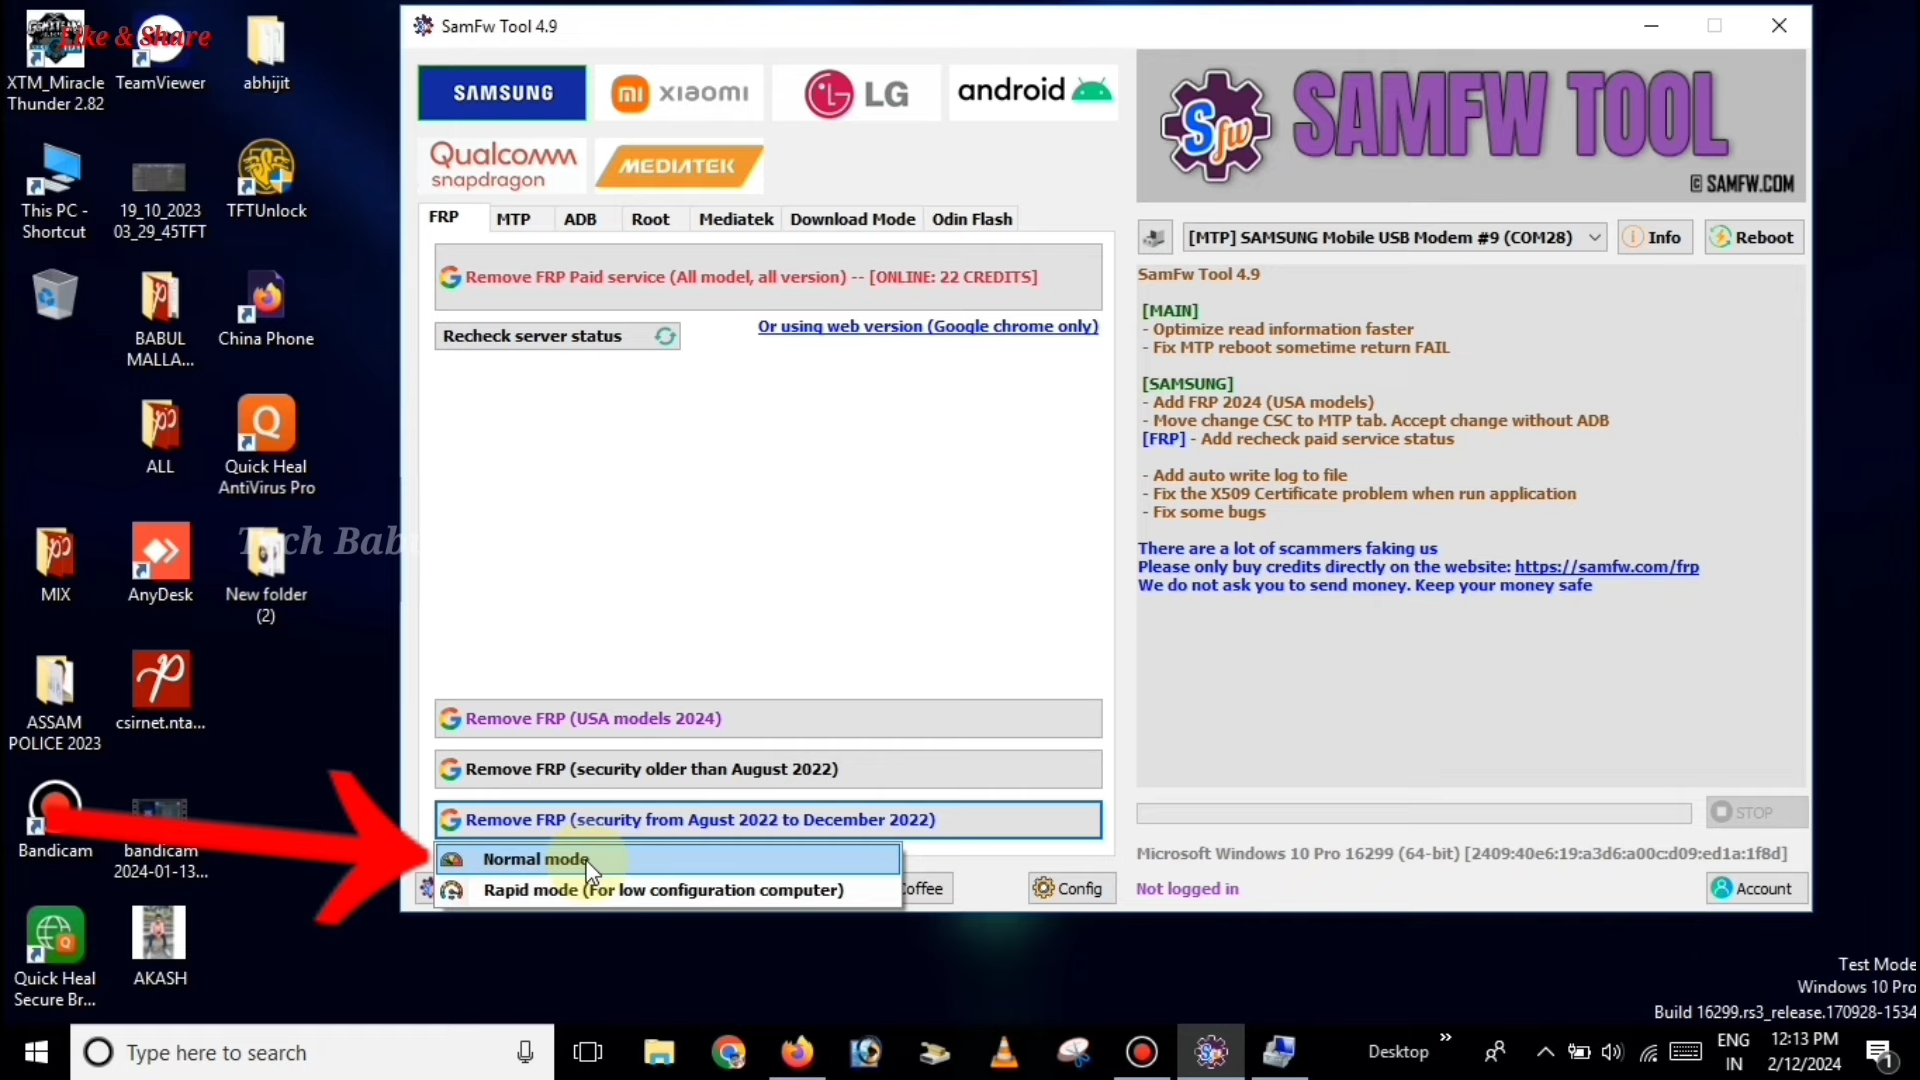 Like & Share
XTM_Miracle
Thunder 2.82
TeamViewer
abhijit
This PC -
Shortcut
19_10_2023
03_29_45TFT
TFTUnlock
BABUL
MALLA...
China Phone
ALL
Quick Heal
AntiVirus Pro
Tech Bab
MIX
AnyDesk
New folder
(2)
ASSAM
POLICE 2023
csirnet.nta...
Bandicam
bandicam
2024-01-13...
Quick Heal
Secure Br...
AKASH
SamFw Tool 4.9
SAMSUNG
xiaomi
LG
android
Qualcomm
snapdragon
MEDIATEK
FRP
MTP
ADB
Root
Mediatek
Download Mode
Odin Flash
Remove FRP Paid service (All model, all version) -- [ONLINE: 22 CREDITS]
Recheck server status
Or using web version (Google chrome only)
Remove FRP (USA models 2024)
Remove FRP (security older than August 2022)
Remove FRP (security from Agust 2022 to December 2022)
Normal mode
Rapid mode (For low configuration computer)
Coffee
Config
Sfw
SAMFW TOOL
© SAMFW.COM
[MTP] SAMSUNG Mobile USB Modem #9 (COM28)
Info
Reboot
SamFw Tool 4.9
[MAIN]
- Optimize read information faster
- Fix MTP reboot sometime return FAIL
[SAMSUNG]
- Add FRP 2024 (USA models)
- Move change CSC to MTP tab. Accept change without ADB
[FRP] - Add recheck paid service status
- Add auto write log to file
- Fix the X509 Certificate problem when run application
- Fix some bugs
There are a lot of scammers faking us
Please only buy credits directly on the website: https://samfw.com/frp
We do not ask you to send money. Keep your money safe
STOP
Microsoft Windows 10 Pro 16299 (64-bit) [2409:40e6:19:a3d6:a00c:d09:ed1a:1f8d]
Not logged in
Account
Test Mode
Windows 10 Pro
Build 16299.rs3_release.170928-1534
Type here to search
Desktop
ENG
IN
12:13 PM
2/12/2024
1